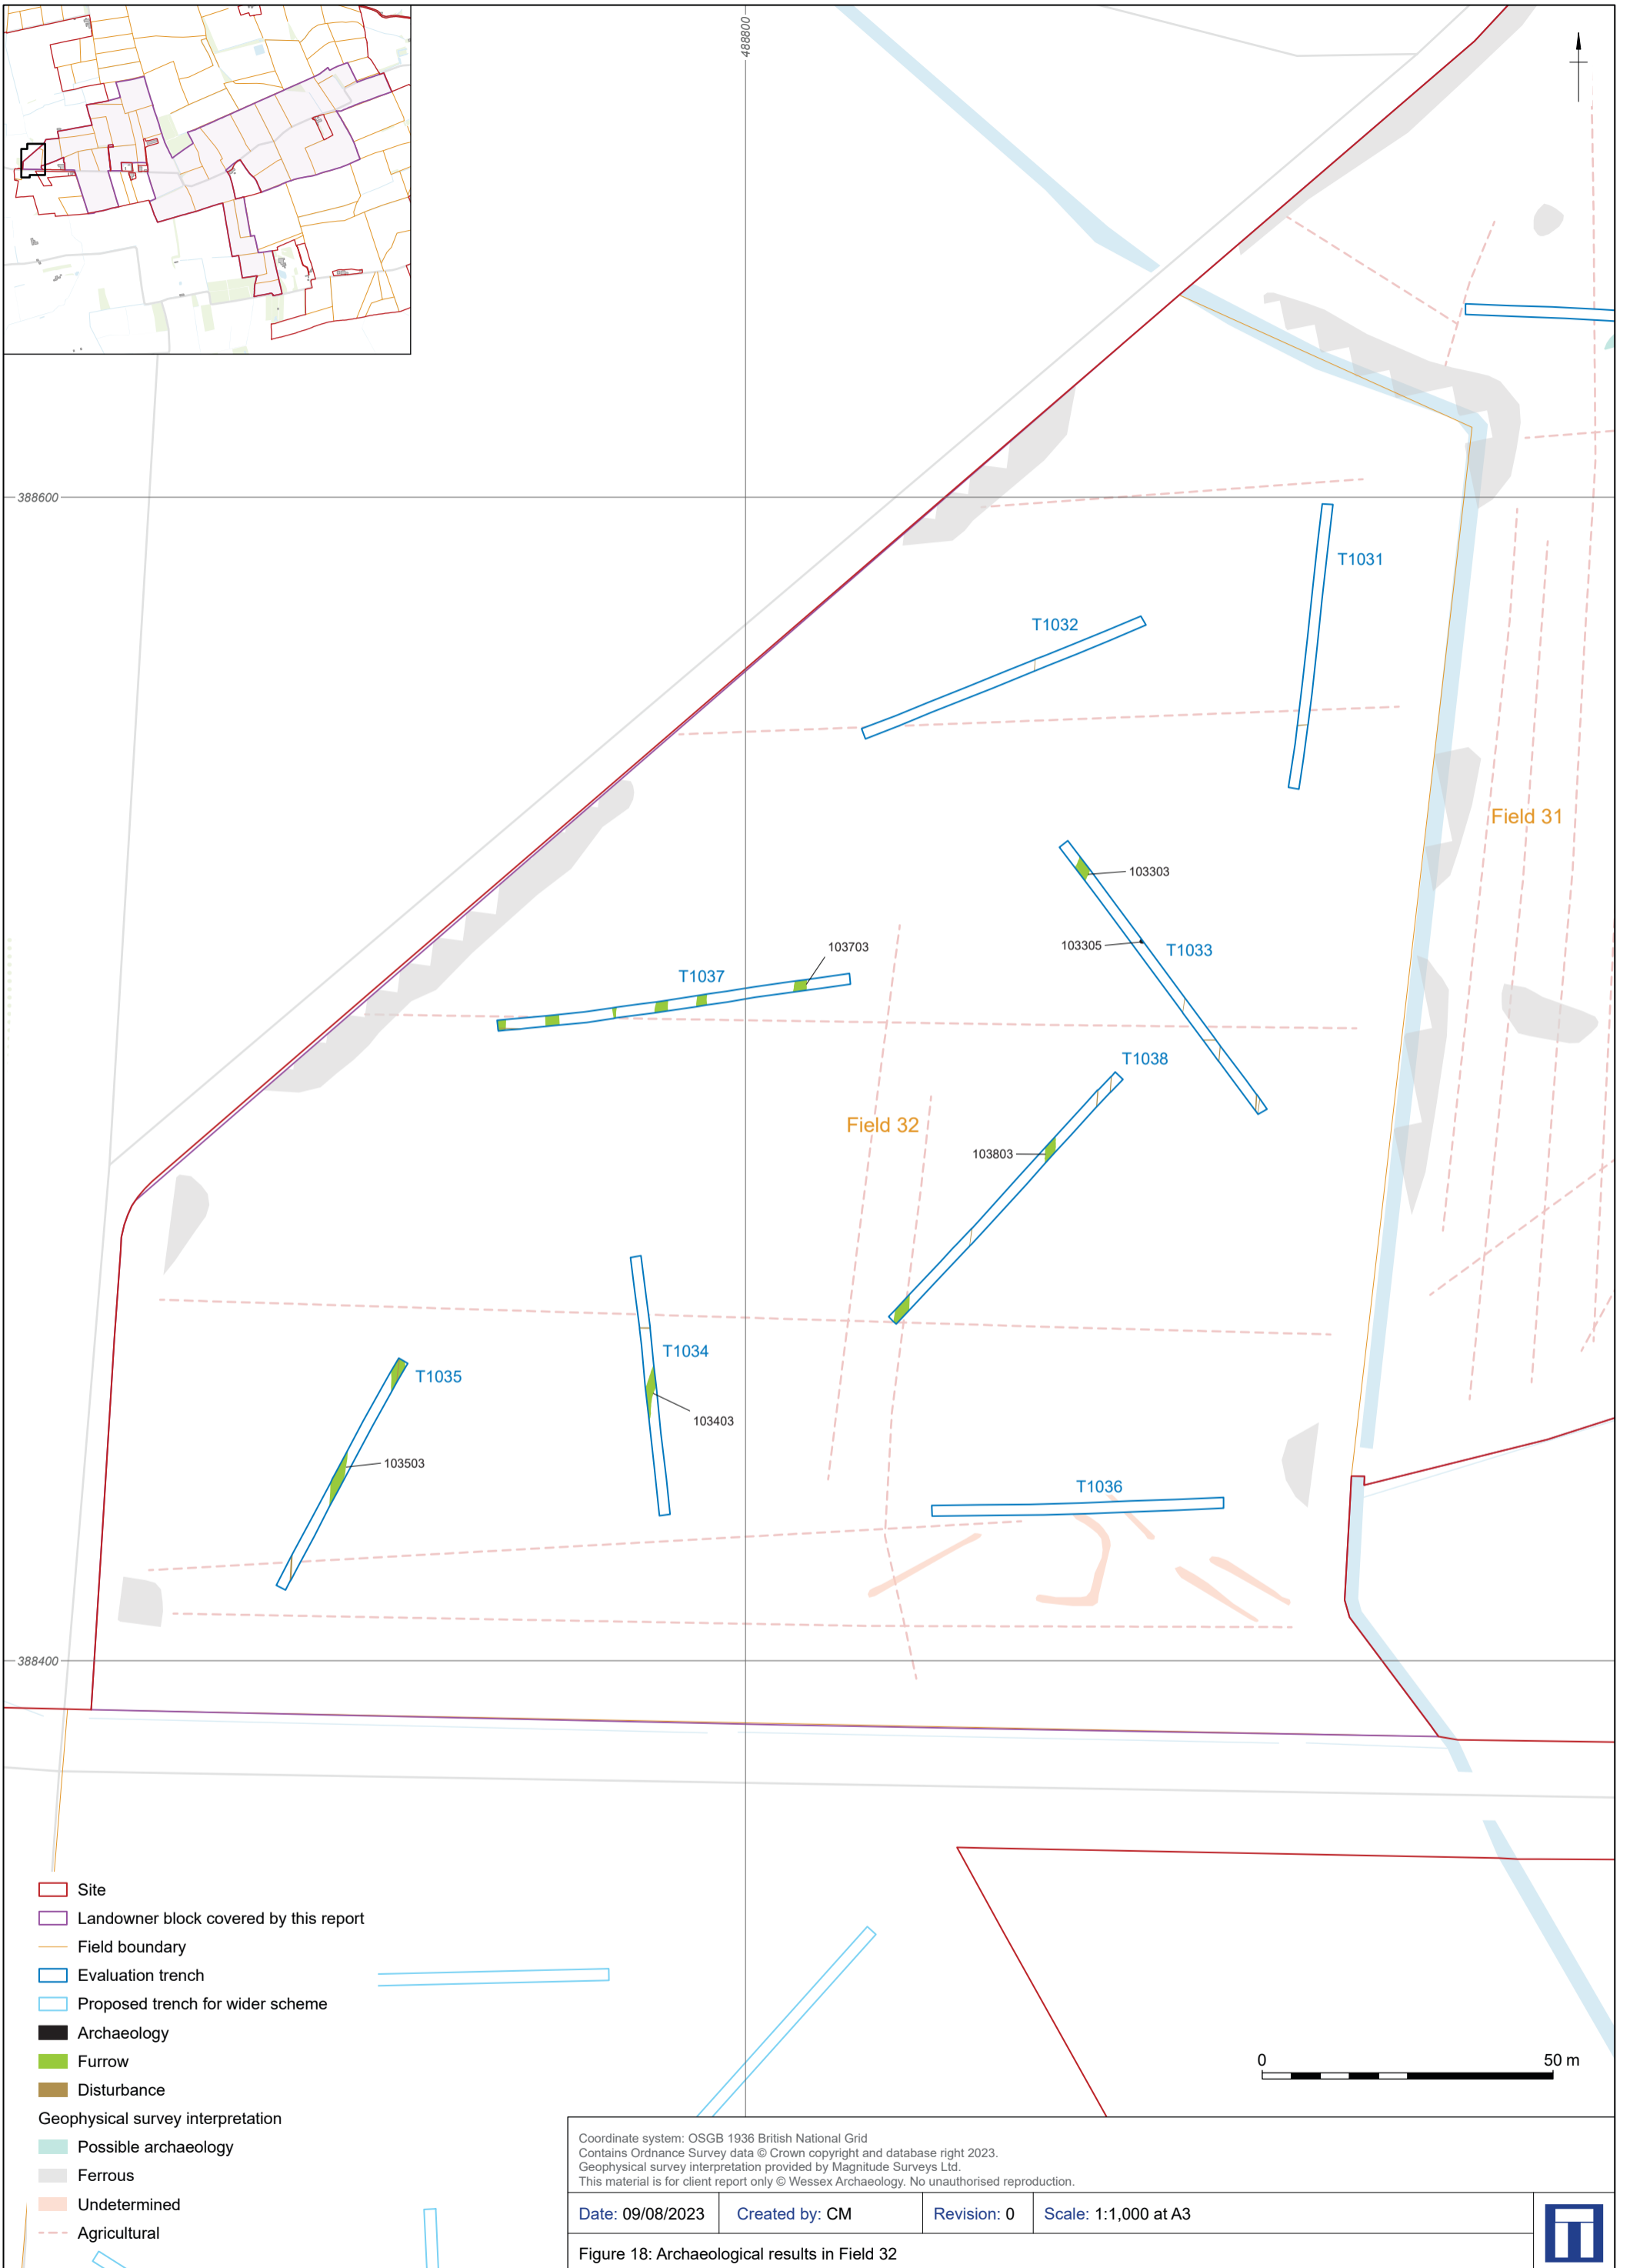 488800
388600
T1031
T1032
Field 31
103303
103305
T1033
103703
T1037
T1038
Field 32
103803
T1034
T1035
103403
103503
T1036
388400
Site
Landowner block covered by this report
Field boundary
Evaluation trench
Proposed trench for wider scheme
Archaeology
Furrow
Disturbance
Geophysical survey interpretation
Possible archaeology
Ferrous
Undetermined
Agricultural
0 50 m
Coordinate system: OSGB 1936 British National Grid
Contains Ordnance Survey data © Crown copyright and database right 2023.
Geophysical survey interpretation provided by Magnitude Surveys Ltd.
This material is for client report only © Wessex Archaeology. No unauthorised reproduction.
Date: 09/08/2023 Created by: CM Revision: 0 Scale: 1:1,000 at A3
Figure 18: Archaeological results in Field 32